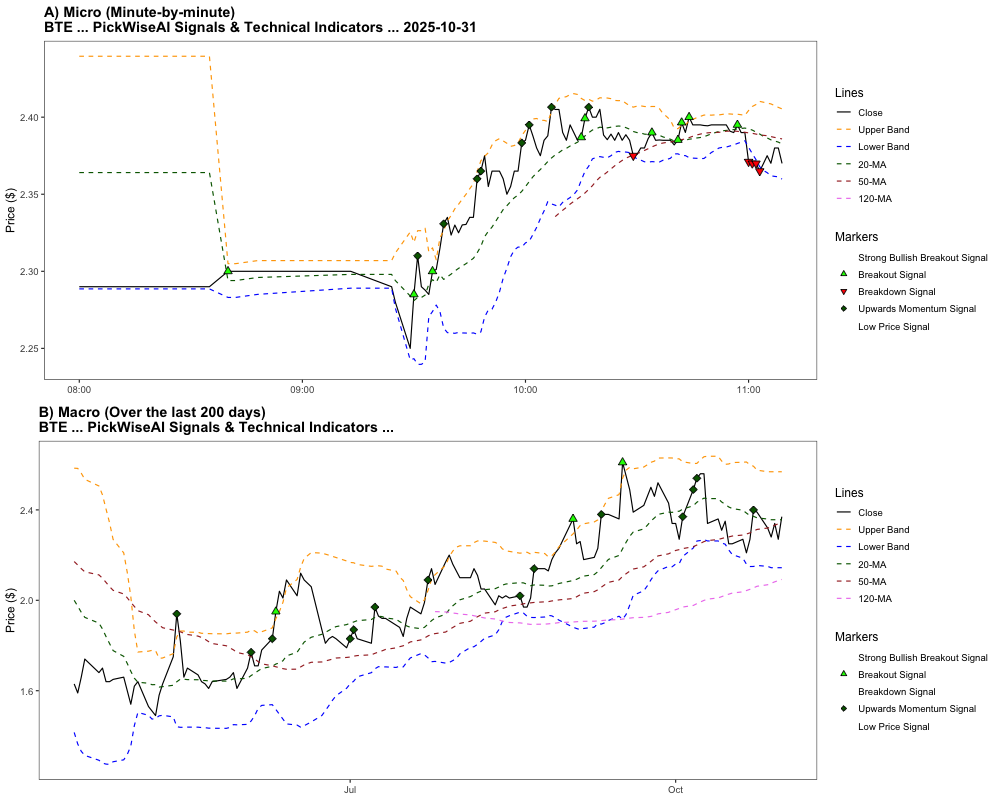 A) Micro (Minute-by-minute)
BTE ... PickWiseAI Signals & Technical Indicators ... 2025-10-31
Price ($)
2.40
2.35
2.30
2.25
08:00
09:00
10:00
11:00
Lines
Close
Upper Band
Lower Band
20-MA
50-MA
120-MA
Markers
Strong Bullish Breakout Signal
Breakout Signal
Breakdown Signal
Upwards Momentum Signal
Low Price Signal
B) Macro (Over the last 200 days)
BTE ... PickWiseAI Signals & Technical Indicators ...
Price ($)
2.4
2.0
1.6
Jul
Oct
Lines
Close
Upper Band
Lower Band
20-MA
50-MA
120-MA
Markers
Strong Bullish Breakout Signal
Breakout Signal
Breakdown Signal
Upwards Momentum Signal
Low Price Signal